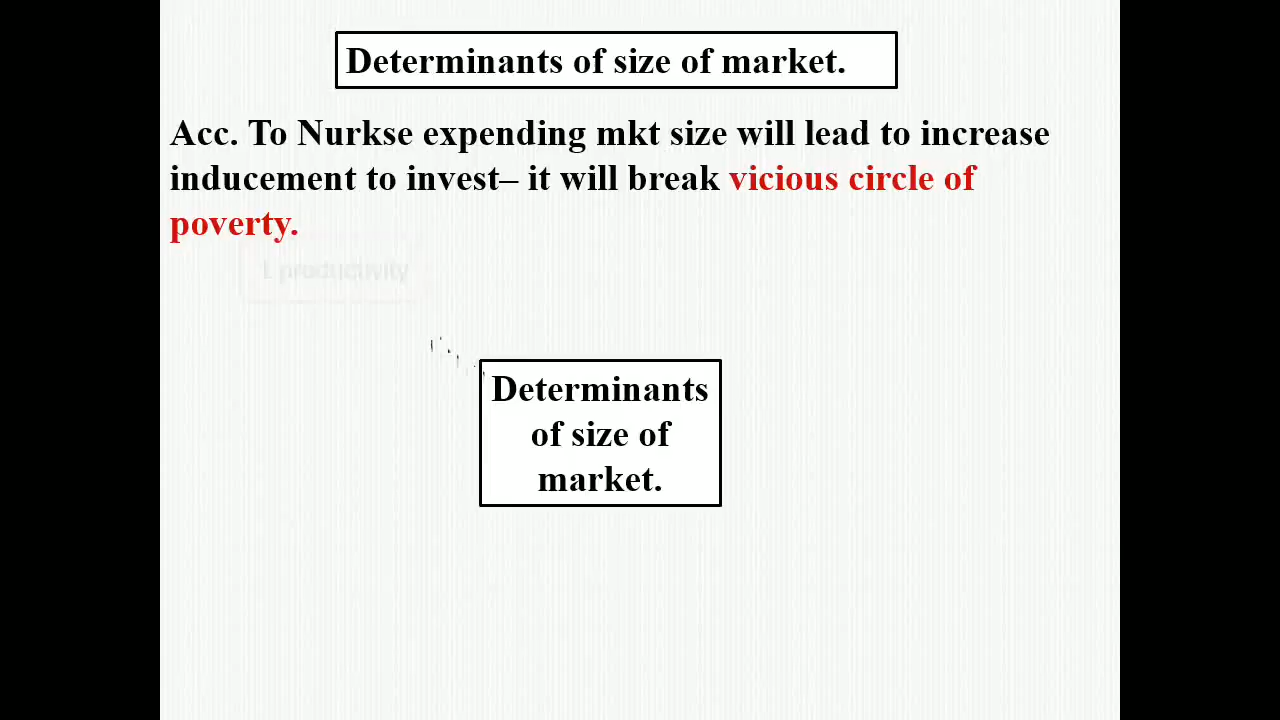 Determinants of size of market.
Acc. To Nurkse expending mkt size will lead to increase
inducement to invest– it will break vicious circle of
poverty.
productivity
Determinants
of size of
market.